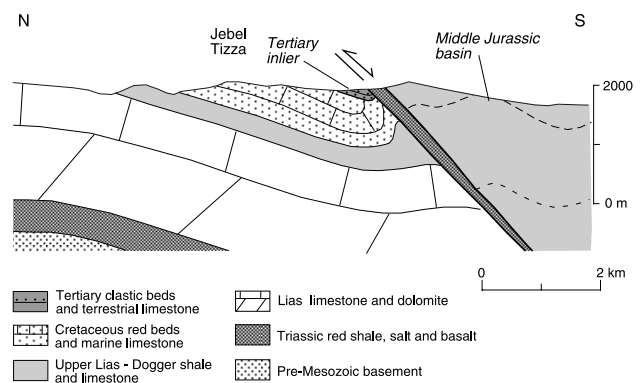 N
S
Jebel
Tizza
Tertiary
inlier
Middle Jurassic
basin
2000
0 m
0
2 km
Tertiary clastic beds
and terrestrial limestone
Cretaceous red beds
and marine limestone
Upper Lias - Dogger shale
and limestone
Lias limestone and dolomite
Triassic red shale, salt and basalt
Pre-Mesozoic basement